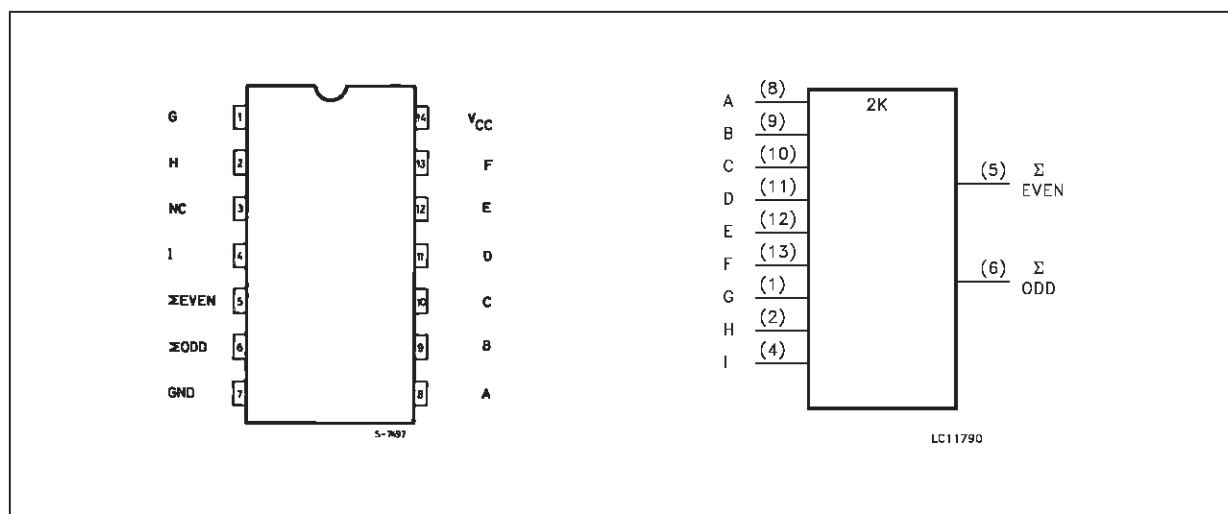 G 1 14 VCC
H 2 13 F
NC 3 12 E
I 4 11 D
ΣEVEN 5 10 C
ΣODD 6 9 B
GND 7 8 A
S-7497
2K
A (8)
B (9)
C (10)
D (11)
E (12)
F (13)
G (1)
H (2)
I (4)
(5) Σ
EVEN
(6) Σ
ODD
LC11790